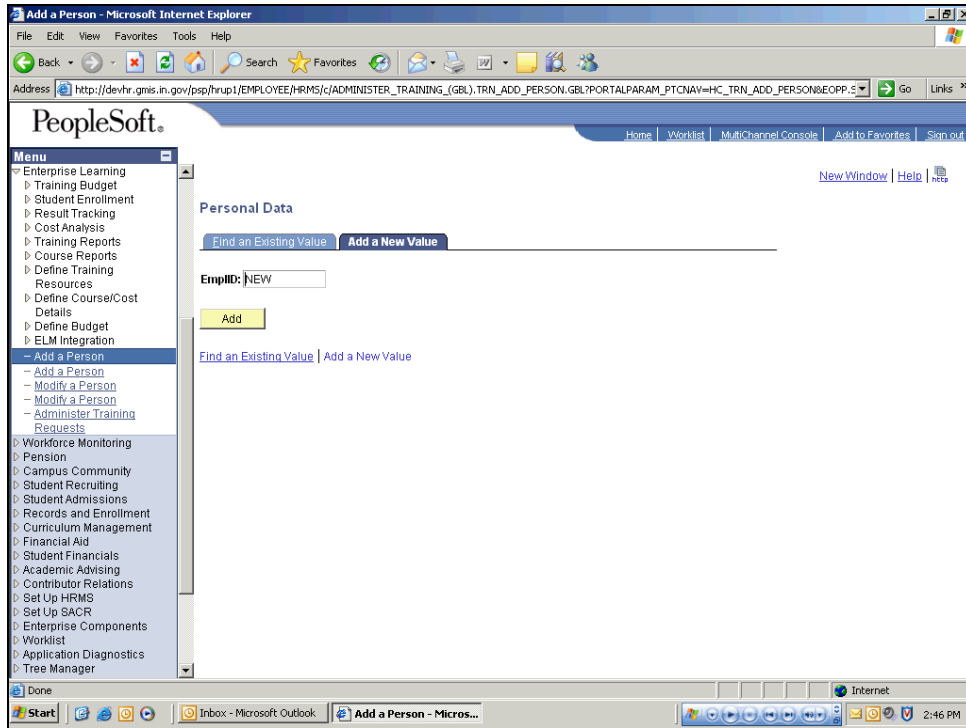 Add a Person - Microsoft Internet Explorer
File Edit View Favorites Tools Help
Back Search Favorites
Address http://devhr.gmis.in.gov/psp/hrup1/EMPLOYEE/HRMS/c/ADMINISTER_TRAINING_(GBL).TRN_ADD_PERSON.GBL?PORTALPARAM_PTCNAV=HC_TRN_ADD_PERSON&EOPP.S Go Links »
PeopleSoft®
Home Worklist MultiChannel Console Add to Favorites Sign out
Menu
New Window | Help | http
Enterprise Learning
Training Budget
Student Enrollment
Result Tracking
Cost Analysis
Training Reports
Course Reports
Define Training
Resources
Define Course/Cost
Details
Define Budget
ELM Integration
– Add a Person
– Add a Person
– Modify a Person
– Modify a Person
– Administer Training
Requests
Workforce Monitoring
Pension
Campus Community
Student Recruiting
Student Admissions
Records and Enrollment
Curriculum Management
Financial Aid
Student Financials
Academic Advising
Contributor Relations
Set Up HRMS
Set Up SACR
Enterprise Components
Worklist
Application Diagnostics
Tree Manager
Personal Data
Find an Existing Value Add a New Value
EmplID: NEW
Add
Find an Existing Value | Add a New Value
Done Internet
Start Inbox - Microsoft Outlook Add a Person - Micros... 2:46 PM